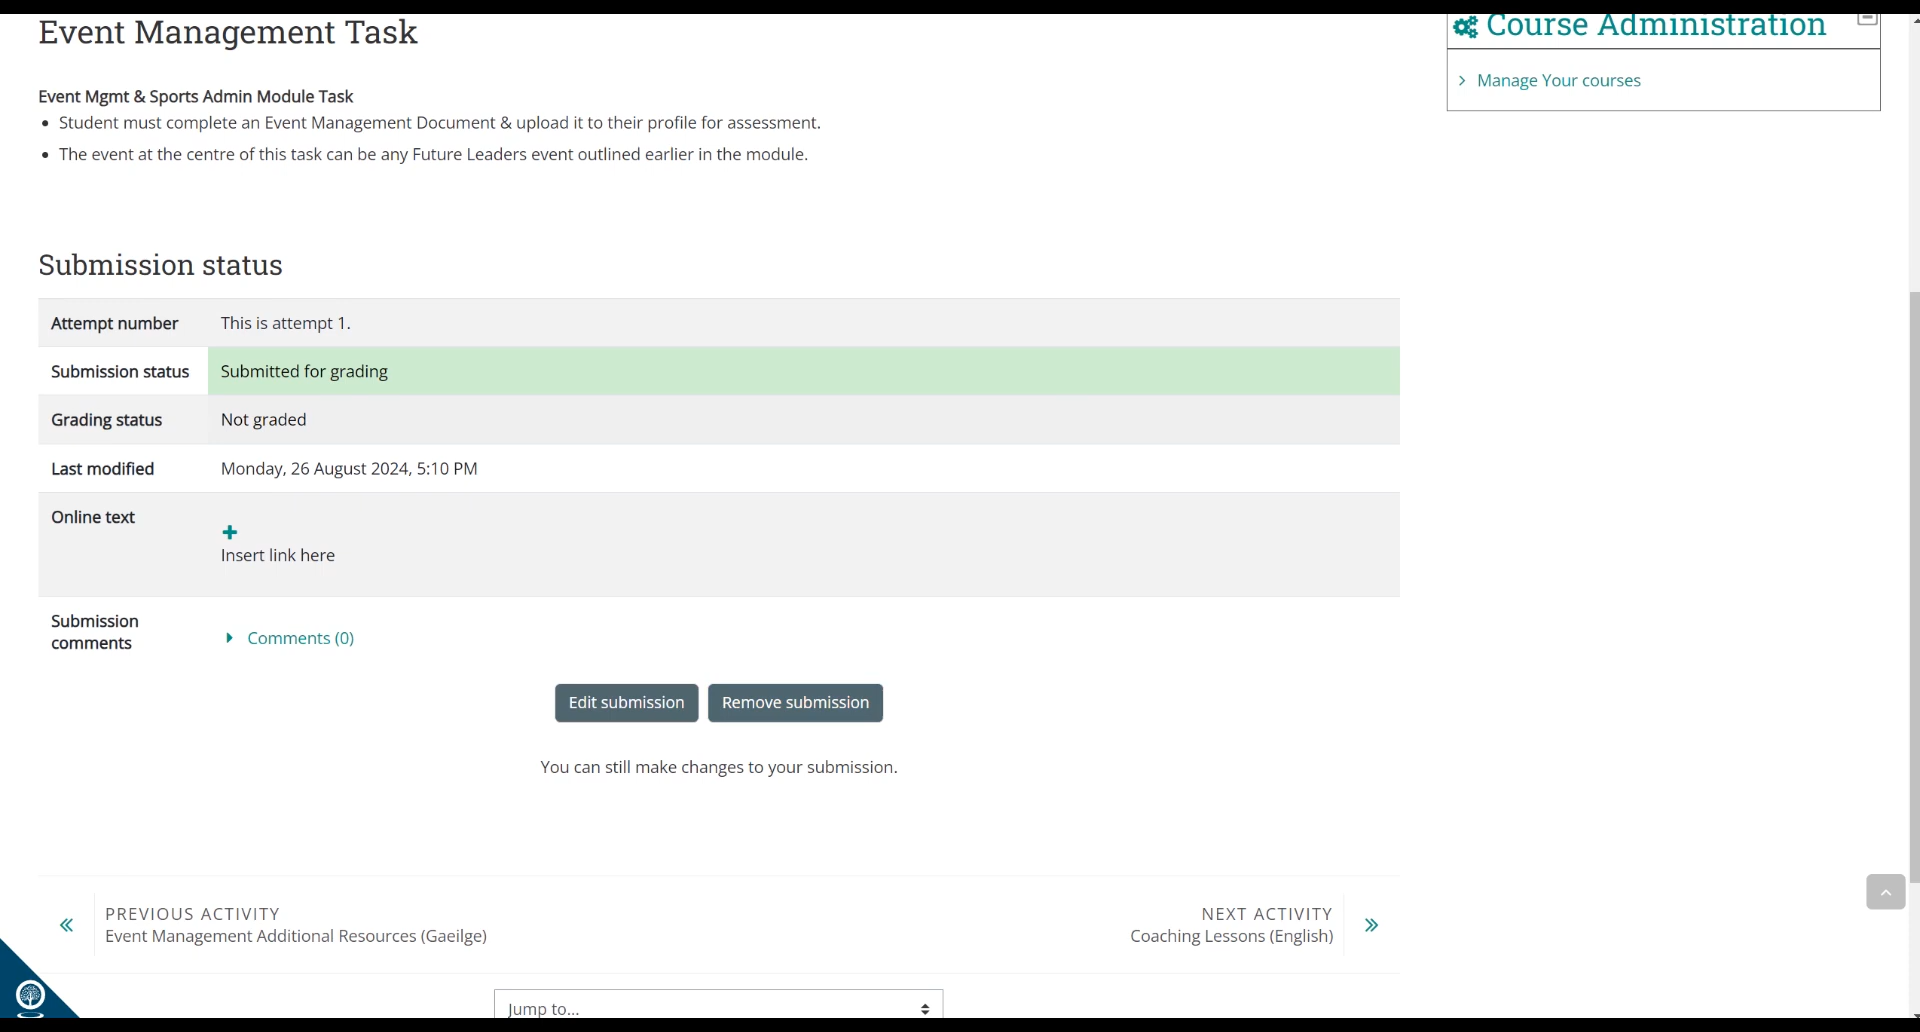 Event Management Task
Course Administration
Manage Your courses
Event Mgmt & Sports Admin Module Task
Student must complete an Event Management Document & upload it to their profile for assessment.
The event at the centre of this task can be any Future Leaders event outlined earlier in the module.
Submission status
Attempt number This is attempt 1.
Submission status Submitted for grading
Grading status Not graded
Last modified Monday, 26 August 2024, 5:10 PM
Online text
Insert link here
Submission
comments
Comments (0)
Edit submission Remove submission
You can still make changes to your submission.
PREVIOUS ACTIVITY
Event Management Additional Resources (Gaeilge)
NEXT ACTIVITY
Coaching Lessons (English)
Jump to...